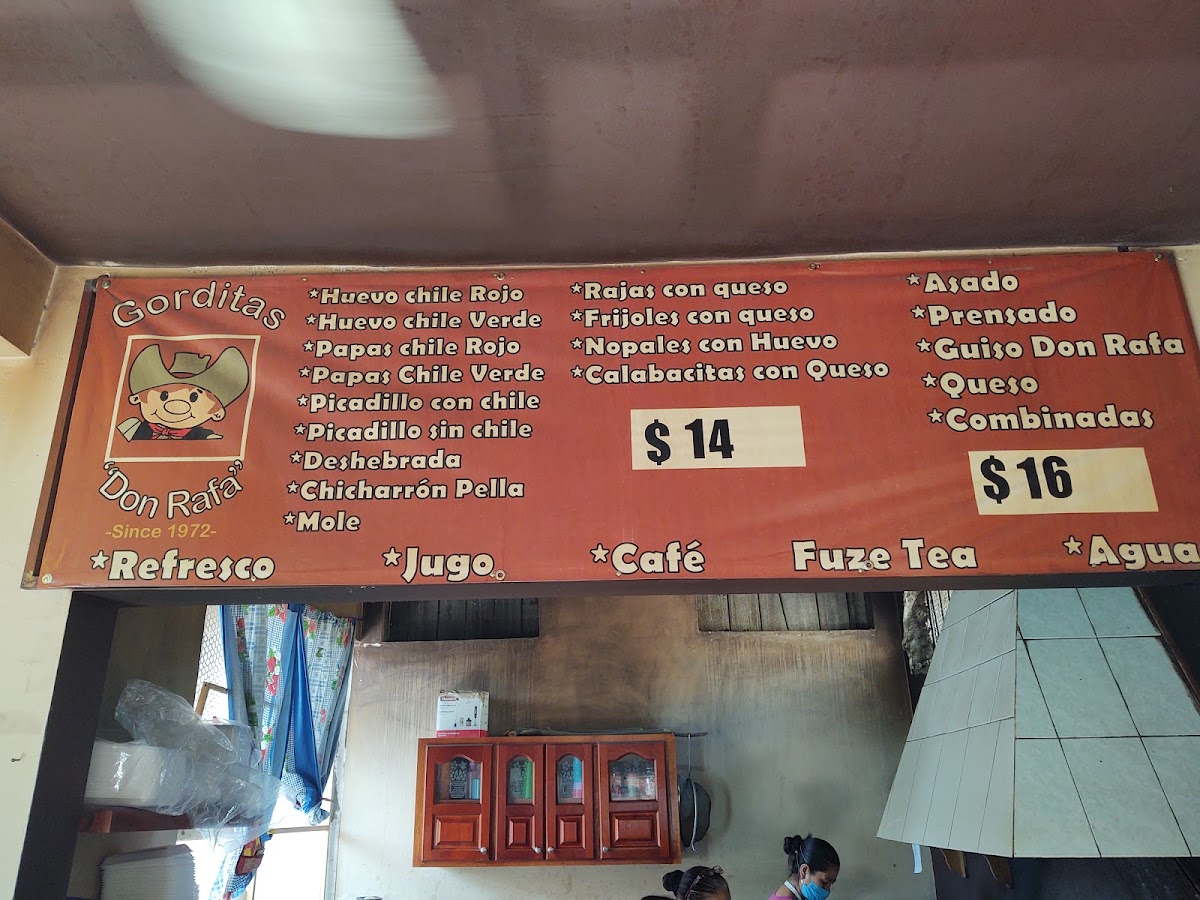 Gorditas
"Don Rafa"
-Since 1972-
*Huevo chile Rojo
*Huevo chile Verde
*Papas chile Rojo
*Papas Chile Verde
*Picadillo con chile
*Picadillo sin chile
*Deshebrada
*Chicharrón Pella
*Mole
*Rajas con queso
*Frijoles con queso
*Nopales con Huevo
*Calabacitas con Queso
$ 14
*Asado
*Prensado
*Guiso Don Rafa
*Queso
*Combinadas
$ 16
*Refresco *Jugo *Café Fuze Tea *Agua